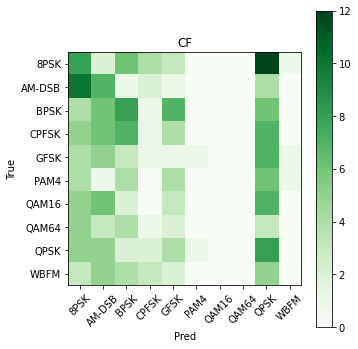 CF
True
8PSK
AM-DSB
BPSK
CPFSK
GFSK
PAM4
QAM16
QAM64
QPSK
WBFM
8PSK
AM-DSB
BPSK
CPFSK
GFSK
PAM4
QAM16
QAM64
QPSK
WBFM
Pred
12
10
8
6
4
2
0